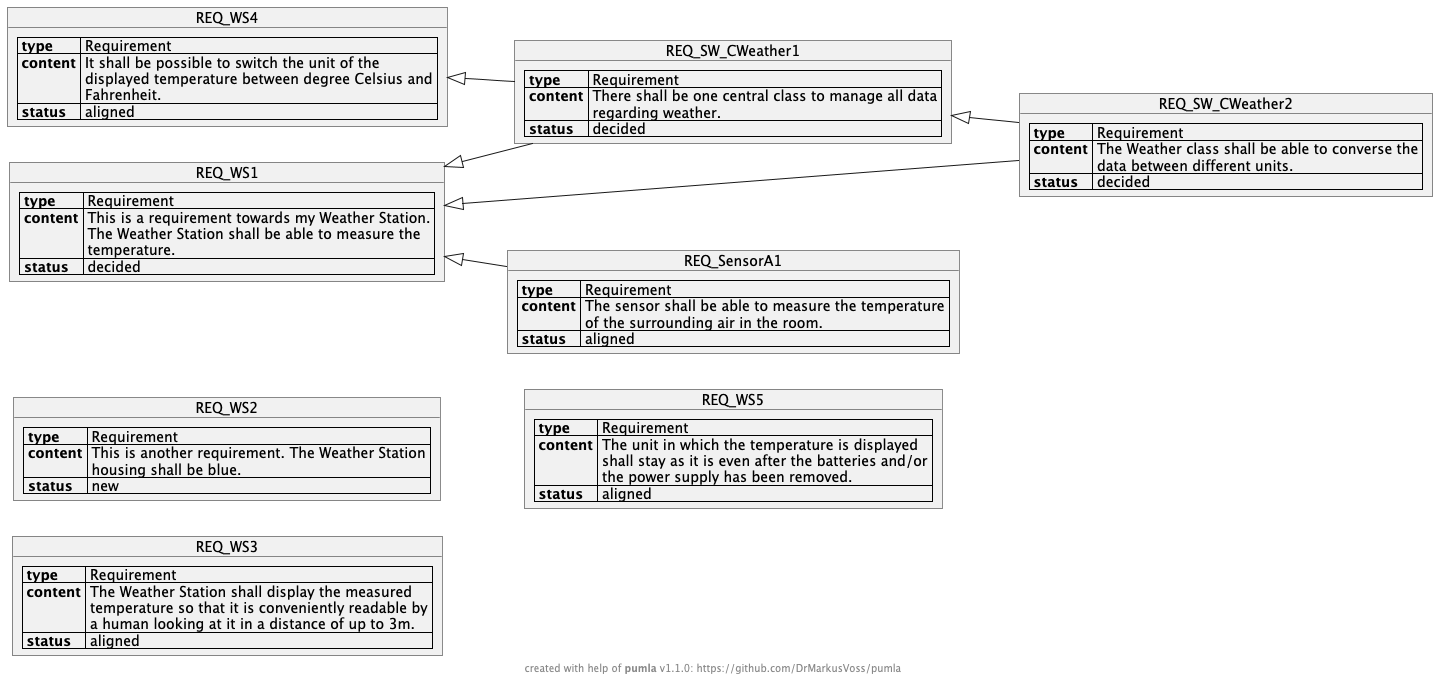 REQ_WS4
type Requirement
content It shall be possible to switch the unit of the
displayed temperature between degree Celsius and
Fahrenheit.
status aligned
REQ_SW_CWeather1
type Requirement
content There shall be one central class to manage all data
regarding weather.
status decided
REQ_SW_CWeather2
type Requirement
content The Weather class shall be able to converse the
data between different units.
status decided
REQ_WS1
type Requirement
content This is a requirement towards my Weather Station.
The Weather Station shall be able to measure the
temperature.
status decided
REQ_SensorA1
type Requirement
content The sensor shall be able to measure the temperature
of the surrounding air in the room.
status aligned
REQ_WS2
type Requirement
content This is another requirement. The Weather Station
housing shall be blue.
status new
REQ_WS5
type Requirement
content The unit in which the temperature is displayed
shall stay as it is even after the batteries and/or
the power supply has been removed.
status aligned
REQ_WS3
type Requirement
content The Weather Station shall display the measured
temperature so that it is conveniently readable by
a human looking at it in a distance of up to 3m.
status aligned
created with help of pumla v1.1.0: https://github.com/DrMarkusVoss/pumla